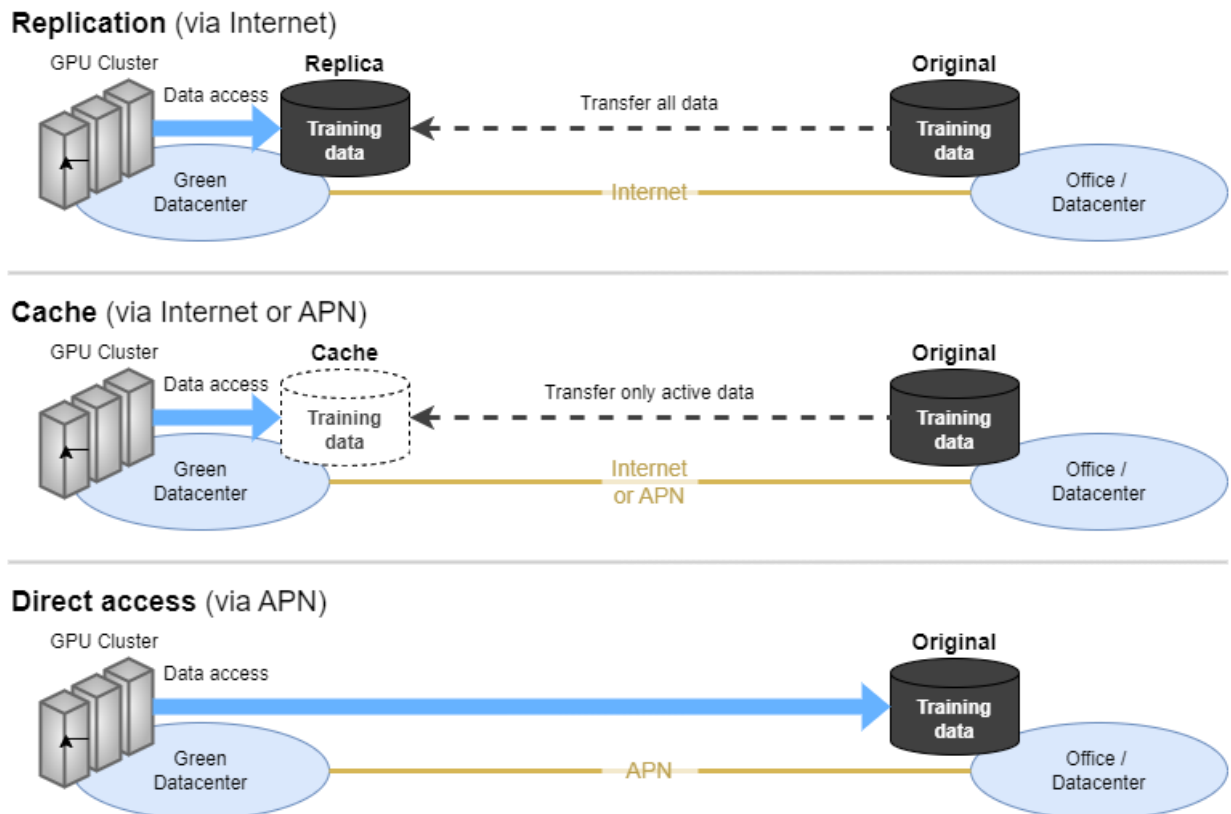 Replication (via Internet)
GPU Cluster
Replica
Original
Data access
Transfer all data
Training
data
Training
data
Green
Datacenter
Internet
Office /
Datacenter
Cache (via Internet or APN)
GPU Cluster
Cache
Original
Data access
Transfer only active data
Training
data
Training
data
Green
Datacenter
Internet
or APN
Office /
Datacenter
Direct access (via APN)
GPU Cluster
Original
Data access
Training
data
Green
Datacenter
APN
Office /
Datacenter